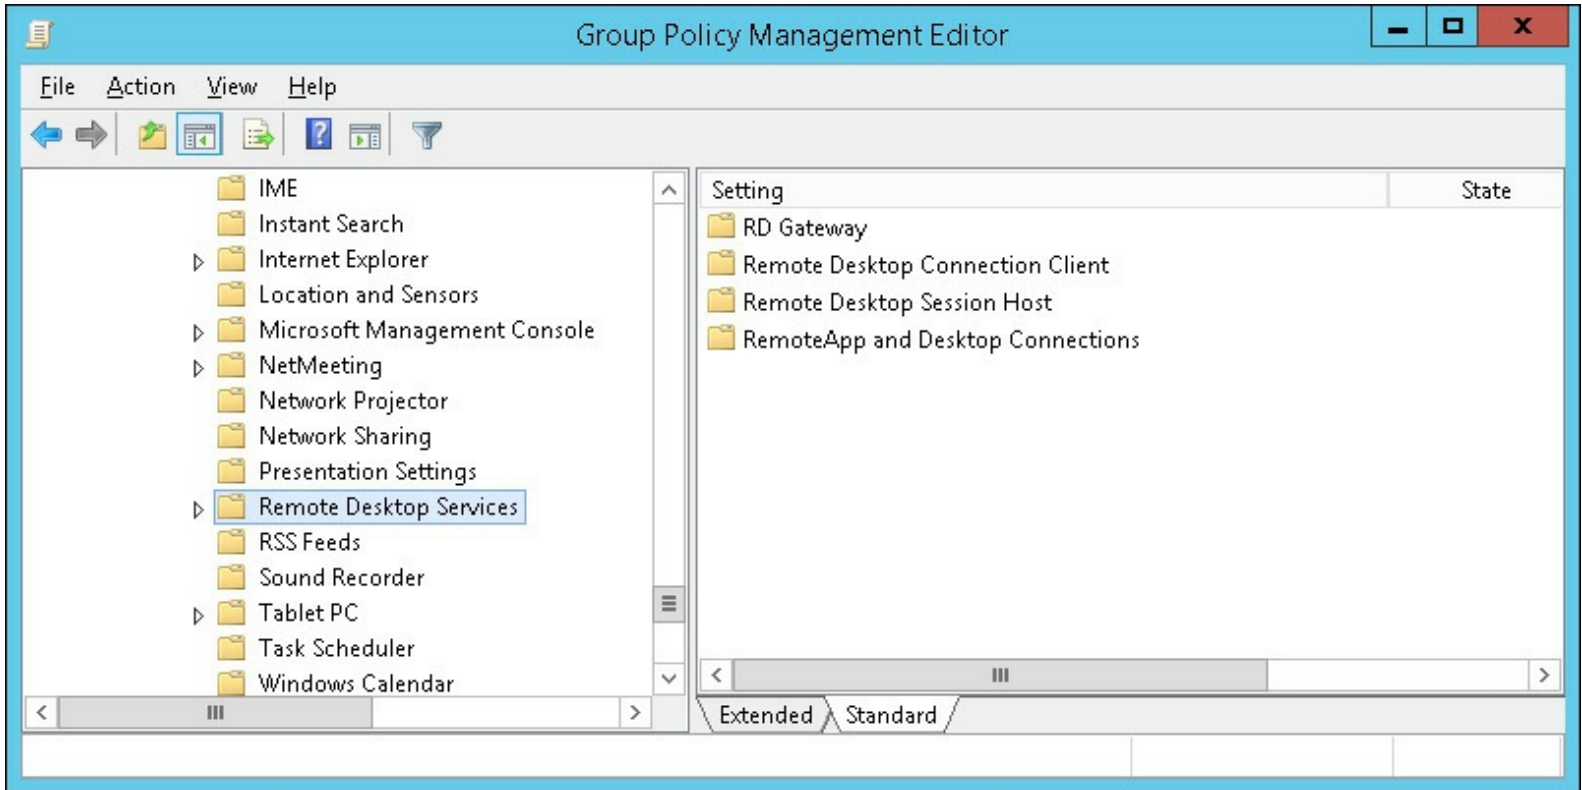 Group Policy Management Editor
File Action View Help
IME
Instant Search
Internet Explorer
Location and Sensors
Microsoft Management Console
NetMeeting
Network Projector
Network Sharing
Presentation Settings
Remote Desktop Services
RSS Feeds
Sound Recorder
Tablet PC
Task Scheduler
Windows Calendar
Setting State
RD Gateway
Remote Desktop Connection Client
Remote Desktop Session Host
RemoteApp and Desktop Connections
Extended Standard